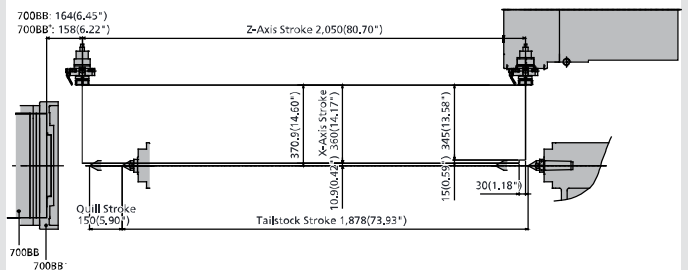 700BB: 164(6.45")
700BB': 158(6.22")
Z-Axis Stroke 2,050(80.70")
370.9(14.60")
X-Axis Stroke
360(14.17")
10.9(0.42")
345(13.58")
15(0.59")
30(1.18")
Quill Stroke
150(5.90")
Tailstock Stroke 1,878(73.93")
700BB
700BB'